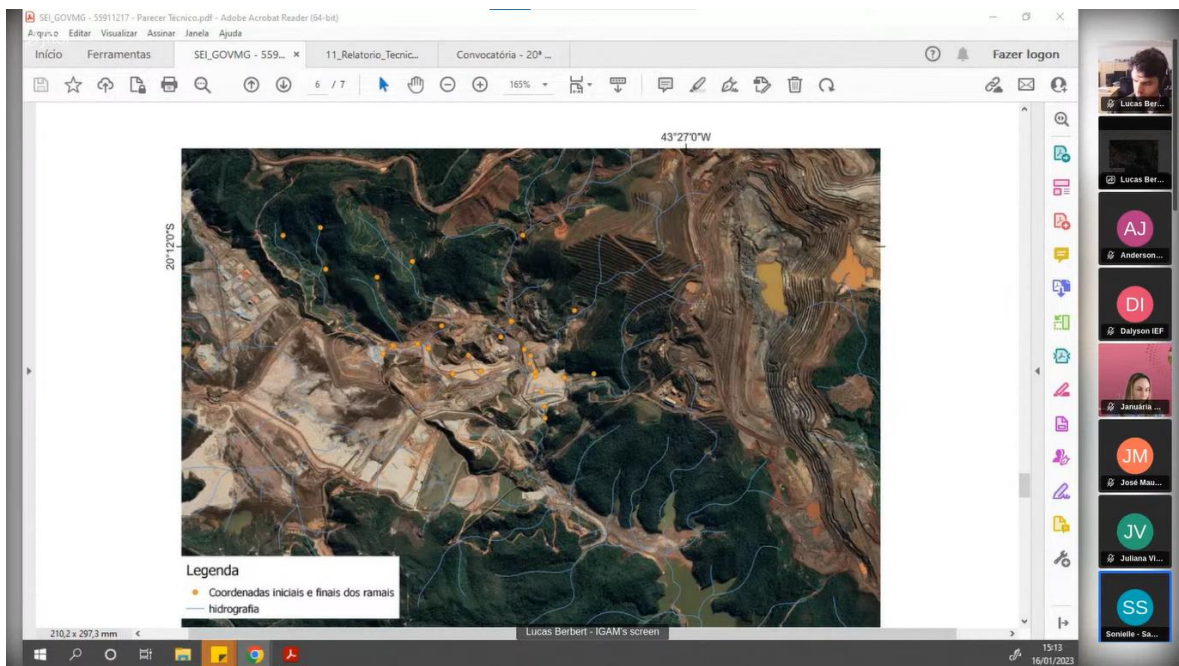 SEI_GOVMG - 55911217 - Parecer Tecnico.pdf - Adobe Acrobat Reader (64-bit)
Arquivo Editar Visualizar Assinar Janela Ajuda
Início Ferramentas SEI_GOVMG - 559... × 11_Relatorio_Tecnic... Convocatória - 20ª ... Fazer logon
6 / 7 165%
43°27'0"W
20°12'0"S
Legenda
Coordenadas iniciais e finais dos ramais
hidrografia
210,2 x 297,3 mm
Lucas Berbert - IGAM's screen
15:13
16/01/2023
Lucas Ber...
Lucas Ber...
AJ
Anderson...
DI
Dalyson IEF
Januária ...
JM
José Mau...
JV
Juliana Vi...
SS
Sonielle - Sa...